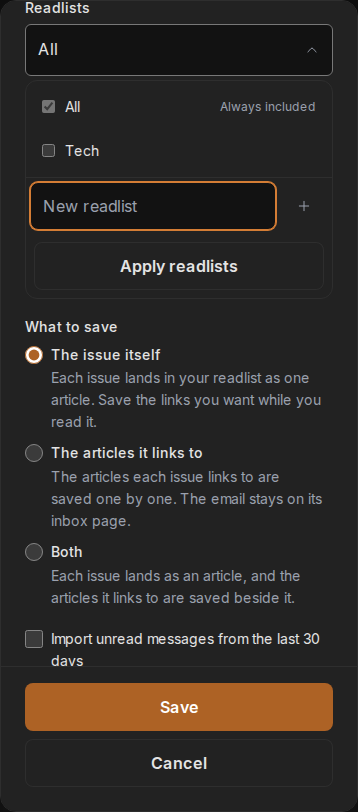 Readlists
All
All Always included
Tech
New readlist +
Apply readlists
What to save
The issue itself
Each issue lands in your readlist as one
article. Save the links you want while you
read it.
The articles it links to
The articles each issue links to are
saved one by one. The email stays on its
inbox page.
Both
Each issue lands as an article, and the
articles it links to are saved beside it.
Import unread messages from the last 30
days
Save
Cancel